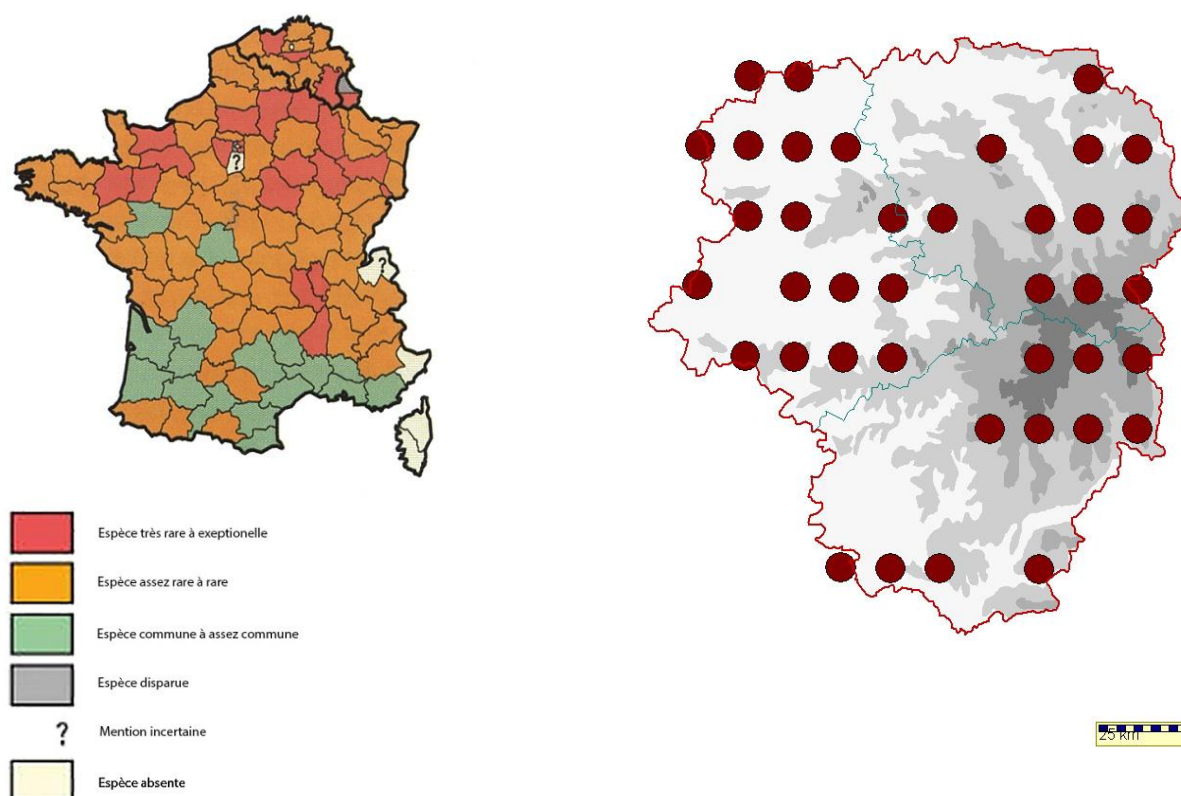 ?
?
Espèce très rare à exeptionelle
Espèce assez rare à rare
Espèce commune à assez commune
Espèce disparue
? Mention incertaine
Espèce absente
25 km